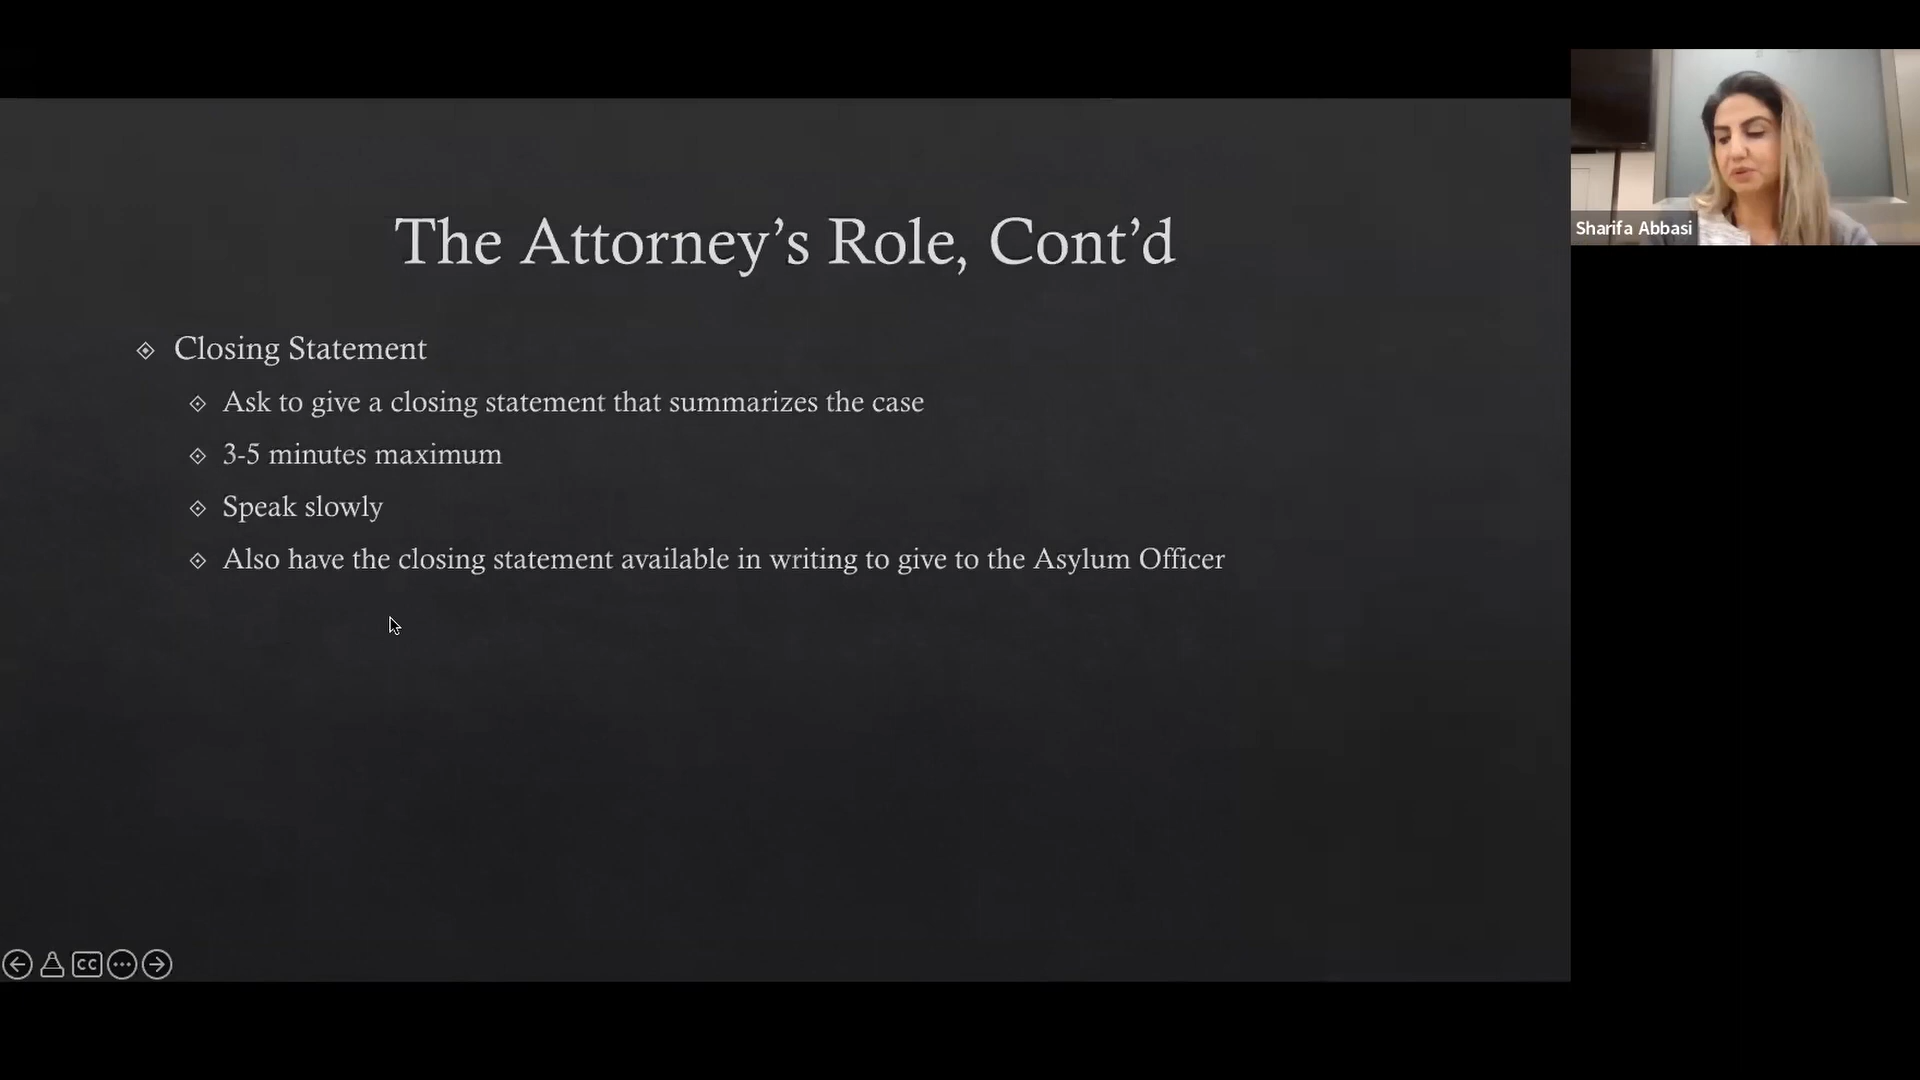 The Attorney’s Role, Cont’d
Closing Statement
Ask to give a closing statement that summarizes the case
3-5 minutes maximum
Speak slowly
Also have the closing statement available in writing to give to the Asylum Officer
Sharifa Abbasi
CC